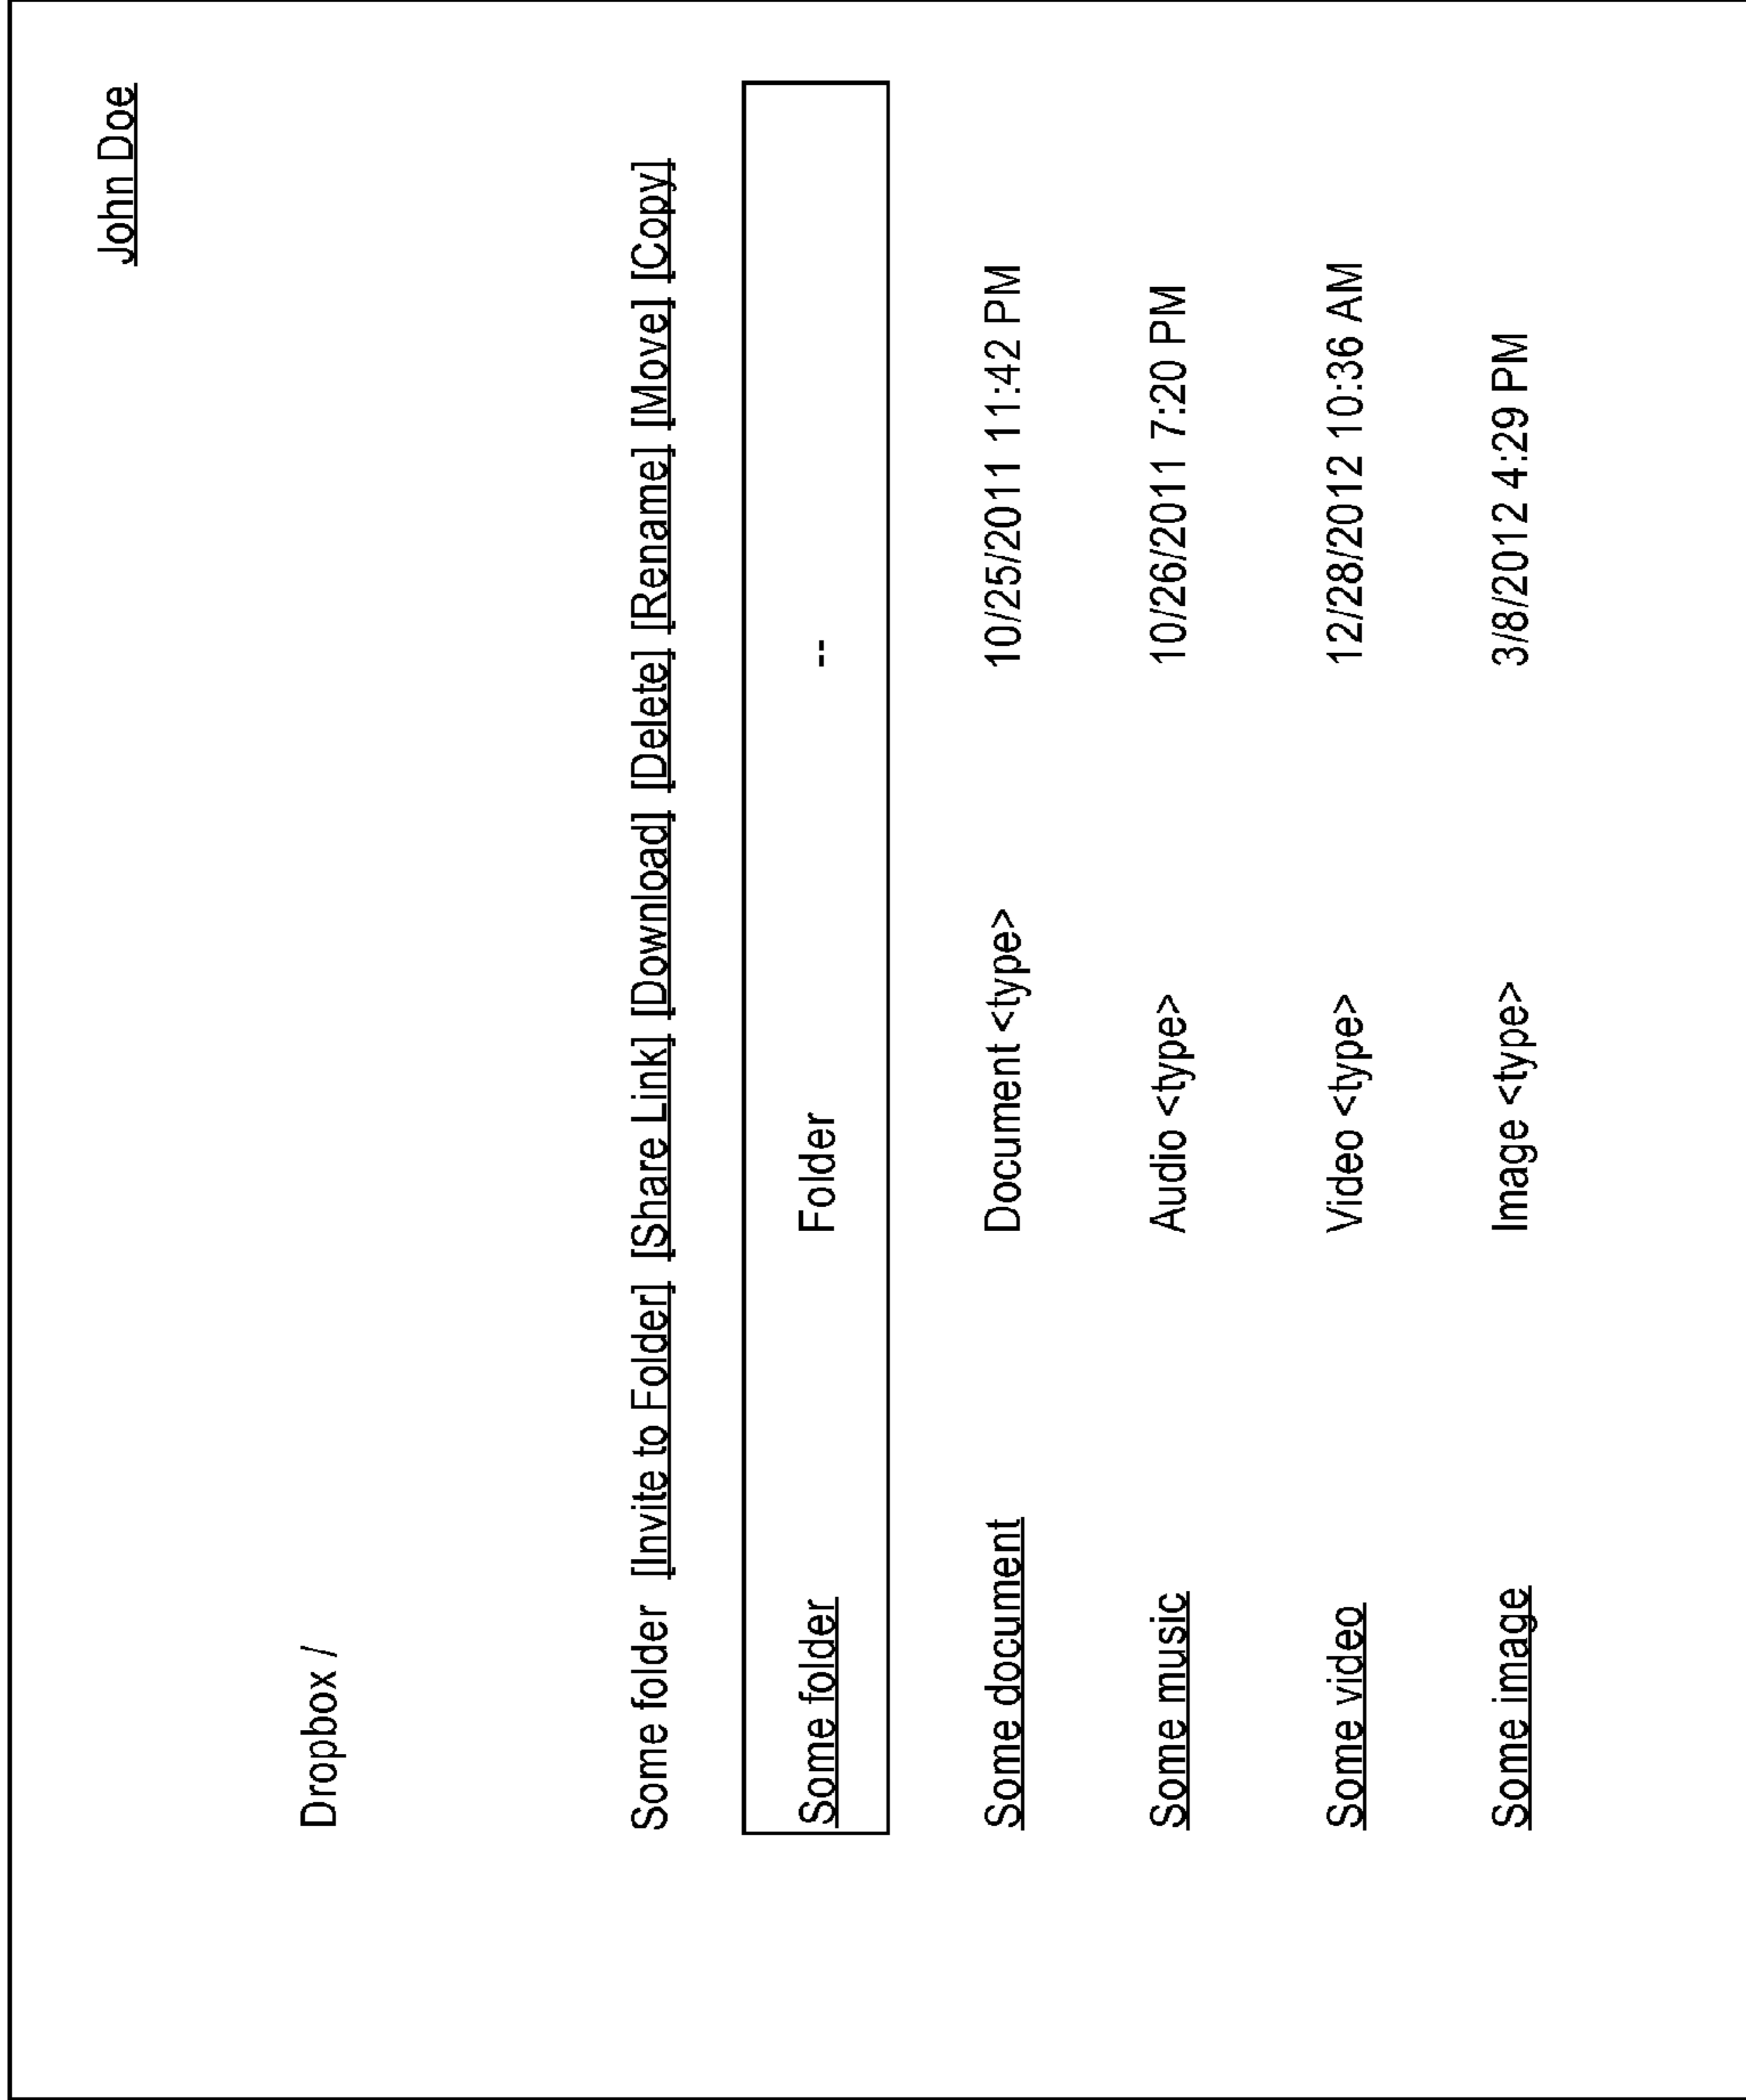 John Doe
Dropbox /
Some folder [Invite to Folder] [Share Link] [Download] [Delete] [Rename] [Move] [Copy]
Some folder Folder --
Some document Document <type> 10/25/2011 11:42 PM
Some music Audio <type> 10/26/2011 7:20 PM
Some video Video <type> 12/28/2012 10:36 AM
Some image Image <type> 3/8/2012 4:29 PM